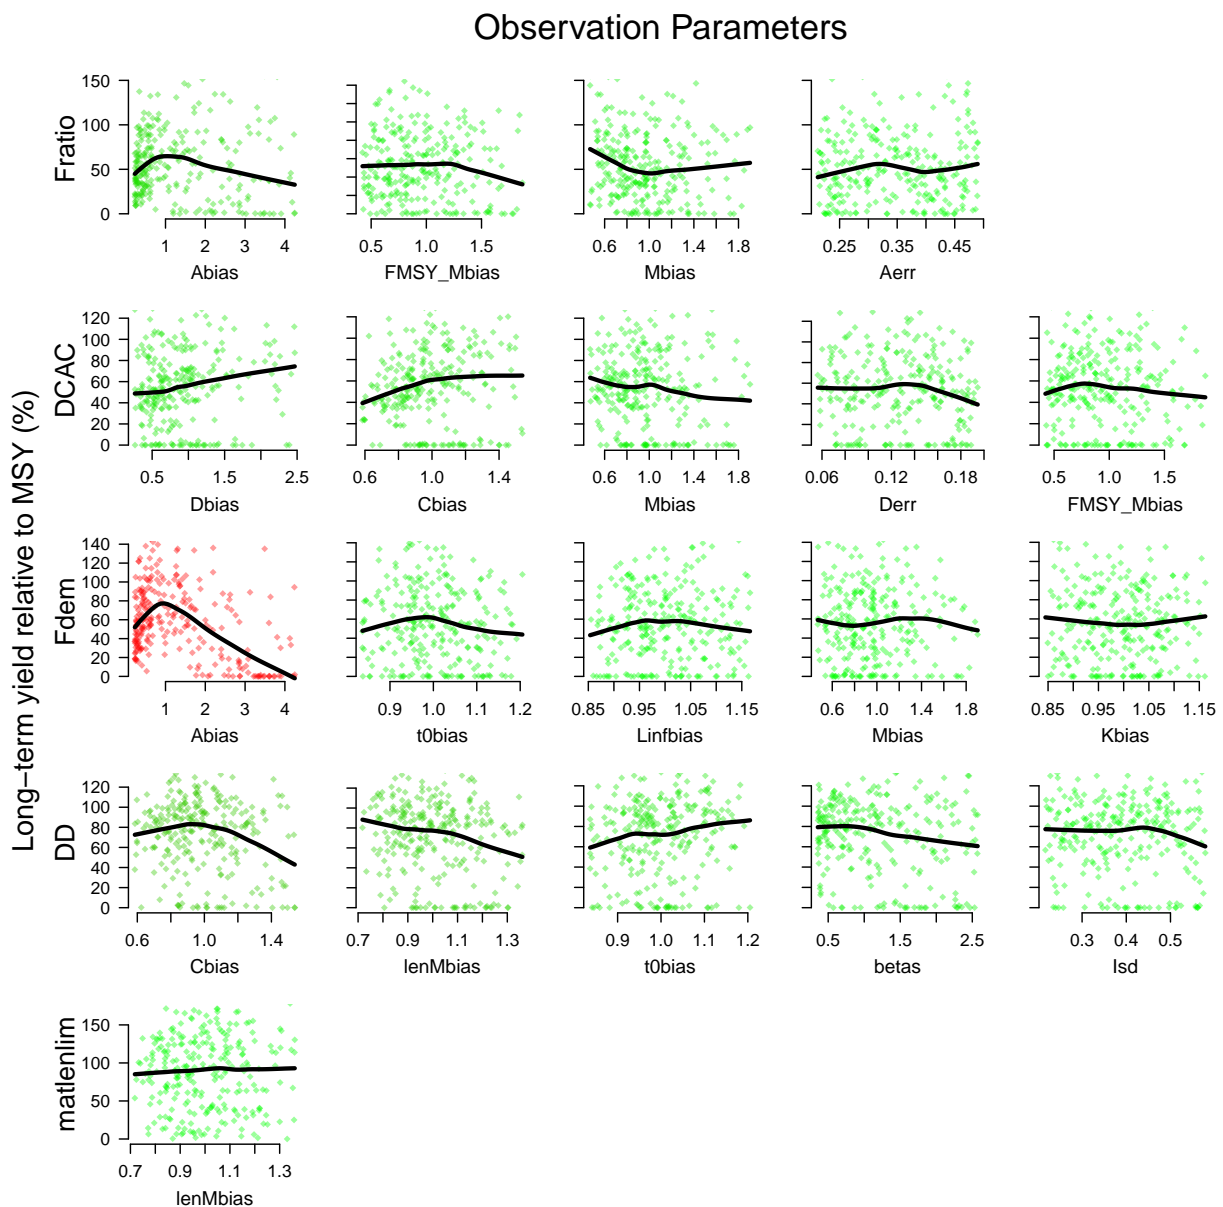 Observation Parameters
Long−term yield relative to MSY (%)
Fratio
0 50 100 150
1 2 3 4
Abias
0.5 1.0 1.5
FMSY_Mbias
0.6 1.0 1.4 1.8
Mbias
0.25 0.35 0.45
Aerr
DCAC
0 20 40 60 80 100 120
0.5 1.0 1.5 2.5
Dbias
0.6 1.0 1.4
Cbias
0.6 1.0 1.4 1.8
Mbias
0.06 0.12 0.18
Derr
0.5 1.0 1.5
FMSY_Mbias
Fdem
0 20 40 60 80 100 120 140
1 2 3 4
Abias
0.9 1.0 1.1 1.2
t0bias
0.85 0.95 1.05 1.15
Linfbias
0.6 1.0 1.4 1.8
Mbias
0.85 0.95 1.05 1.15
Kbias
DD
0 20 40 60 80 100 120
0.6 1.0 1.4
Cbias
0.7 0.9 1.1 1.3
lenMbias
0.9 1.0 1.1 1.2
t0bias
0.5 1.5 2.5
betas
0.3 0.4 0.5
Isd
matlenlim
0 50 100 150
0.7 0.9 1.1 1.3
lenMbias